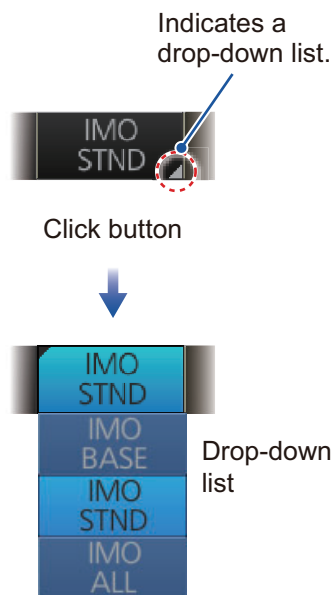 Indicates a
drop-down list.
IMO
STND
Click button
IMO
STND
IMO
BASE
IMO
STND
IMO
ALL
Drop-down
list